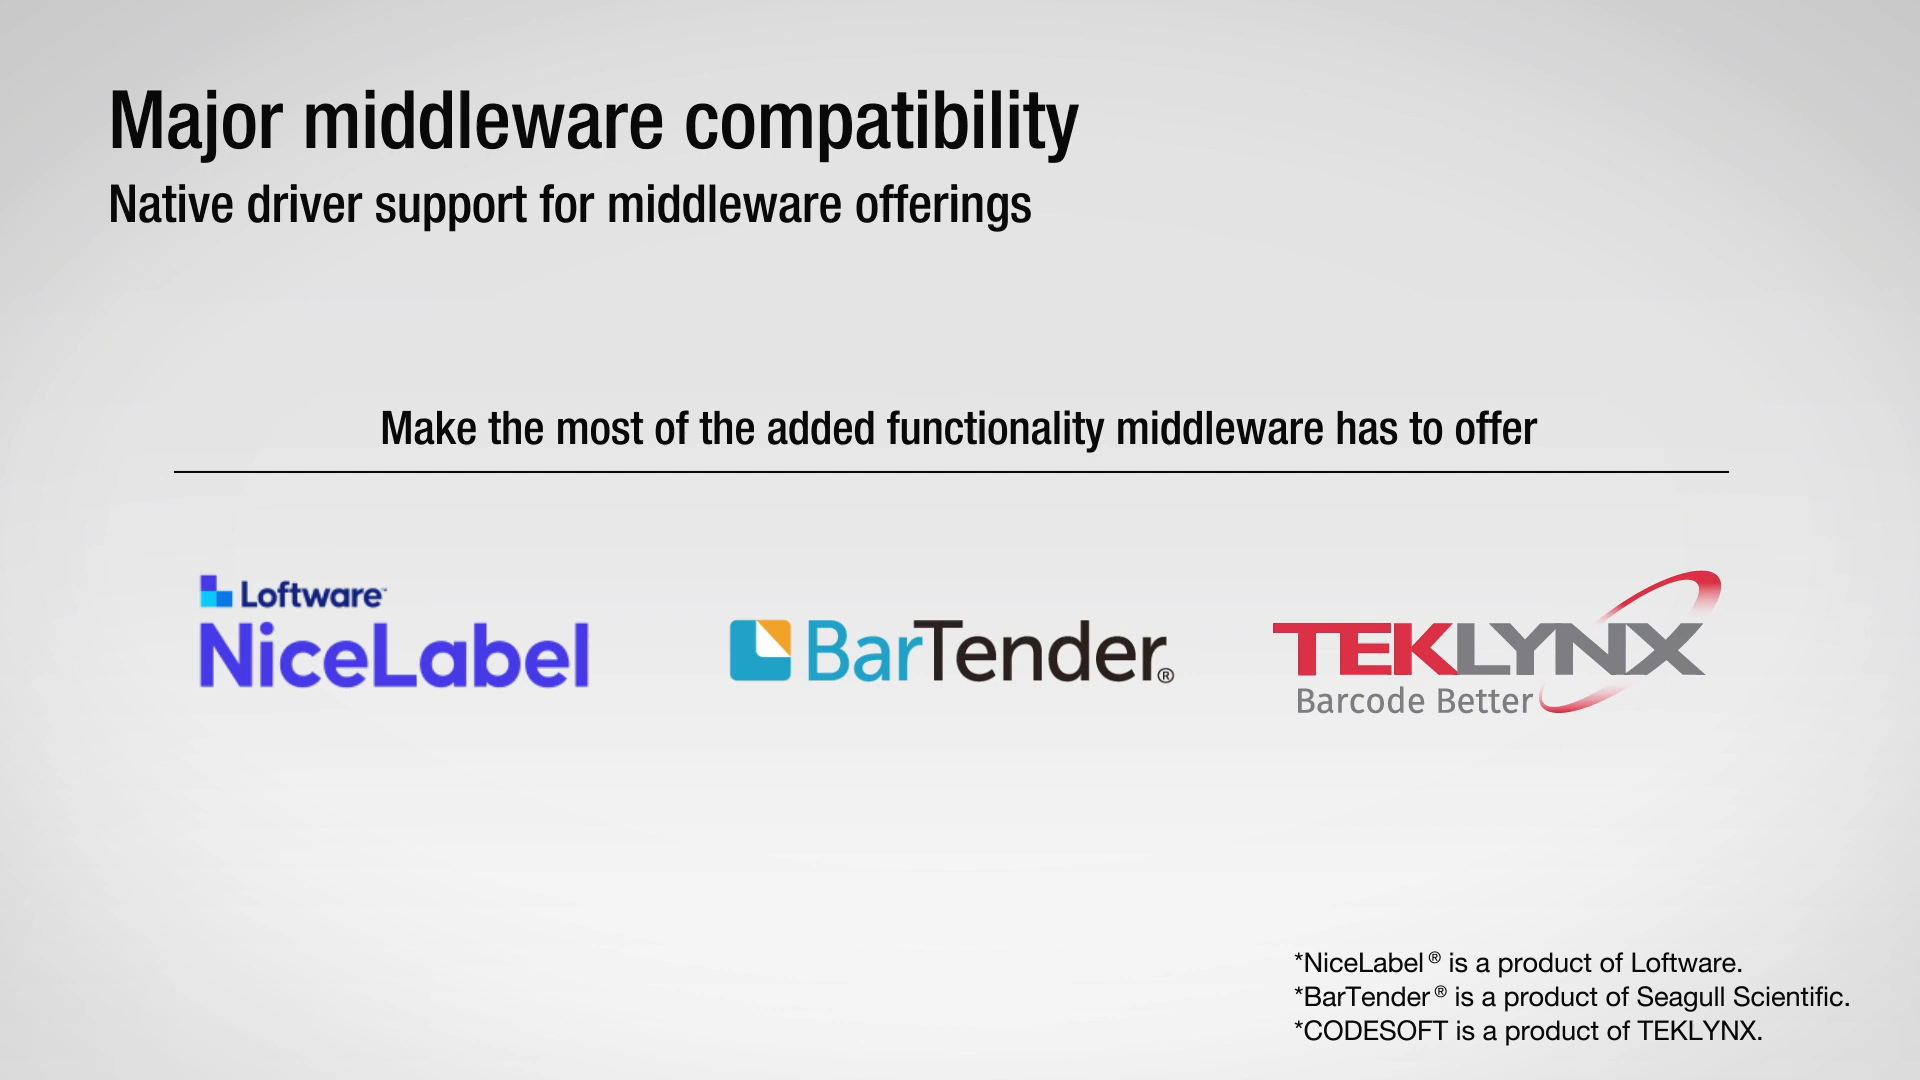 Major middleware compatibility
Native driver support for middleware offerings
Make the most of the added functionality middleware has to offer
Loftware™
NiceLabel
BarTender®
TEKLYNX
Barcode Better
*NiceLabel® is a product of Loftware.
*BarTender® is a product of Seagull Scientific.
*CODESOFT is a product of TEKLYNX.